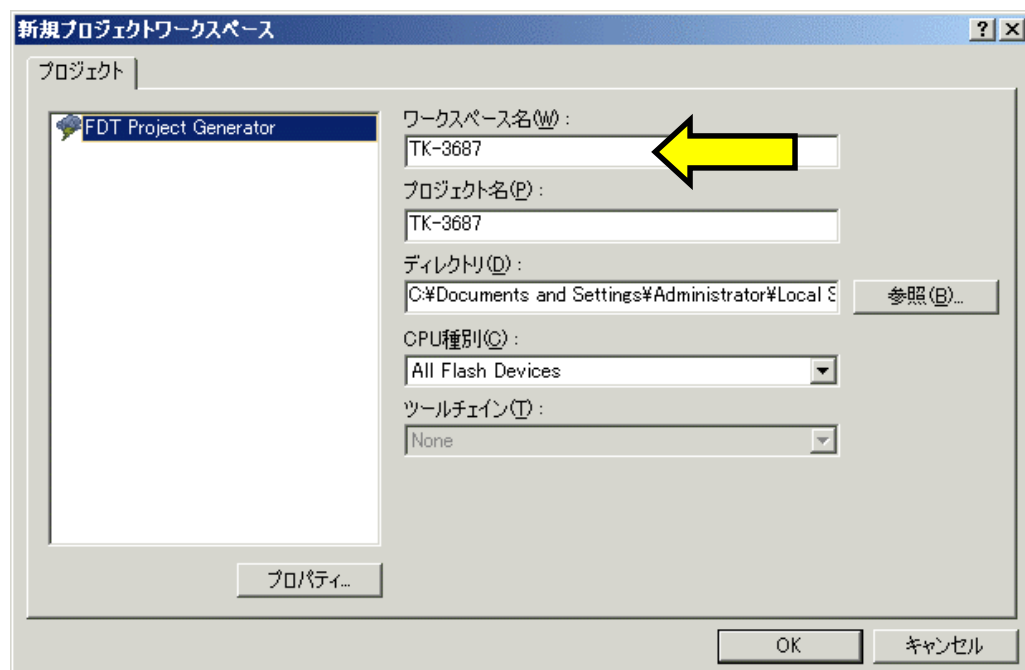 新規プロジェクトワークスペース
プロジェクト
FDT Project Generator
ワークスペース名(W):
TK-3687
プロジェクト名(P):
TK-3687
ディレクトリ(D):
C:¥Documents and Settings¥Administrator¥Local S
参照(B)...
CPU種別(C):
All Flash Devices
ツールチェイン(T):
None
プロパティ...
OK
キャンセル